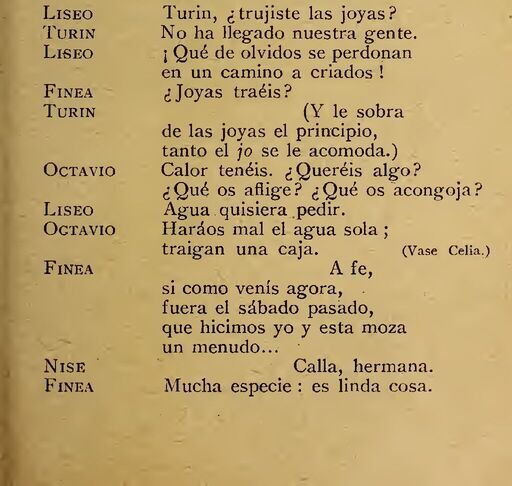 LISEO Turin, ¿trujiste las joyas?
TURIN No ha llegado nuestra gente.
LISEO ¡Qué de olvidos se perdonan
en un camino a criados!
FINEA ¿Joyas traéis?
TURIN (Y le sobra
de las joyas el principio,
tanto el jo se le acomoda.)
OCTAVIO Calor tenéis. ¿Queréis algo?
¿Qué os aflige? ¿Qué os acongoja?
LISEO Agua quisiera pedir.
OCTAVIO Haráos mal el agua sola;
traigan una caja. (Vase Celia.)
FINEA A fe,
si como venís agora,
fuera el sábado pasado,
que hicimos yo y esta moza
un menudo...
NISE Calla, hermana.
FINEA Mucha especie: es linda cosa.